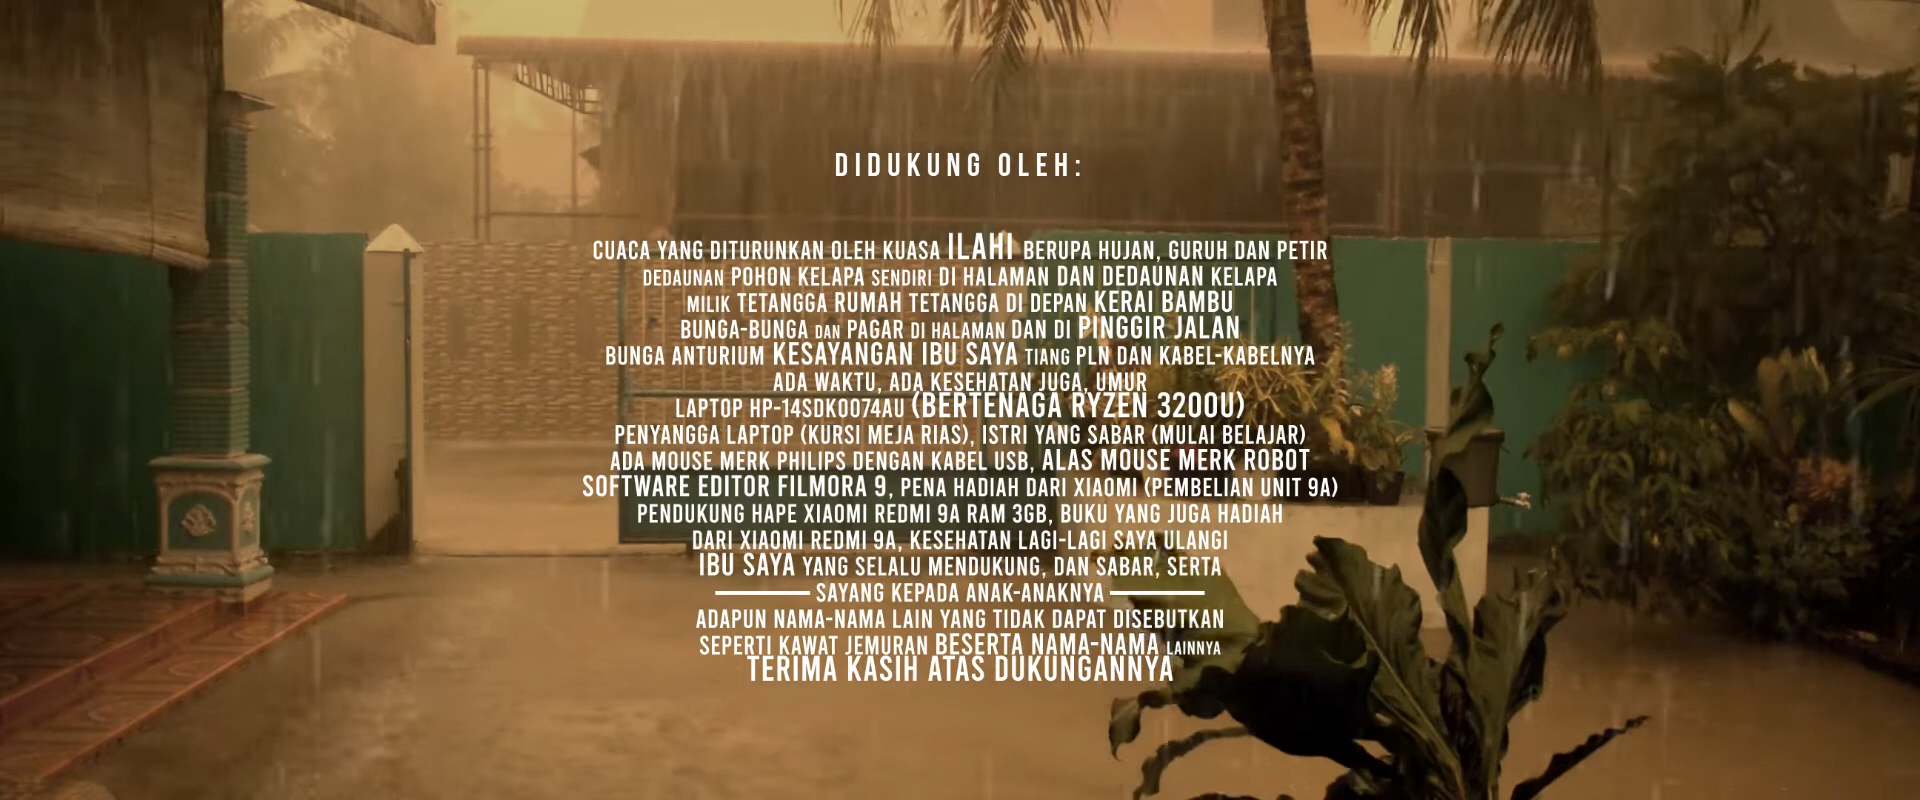 DIDUKUNG OLEH:
CUACA YANG DITURUNKAN OLEH KUASA ILAHI BERUPA HUJAN, GURUH DAN PETIR
DEDAUNAN POHON KELAPA SENDIRI DI HALAMAN DAN DEDAUNAN KELAPA
MILIK TETANGGA RUMAH TETANGGA DI DEPAN KERAI BAMBU
BUNGA-BUNGA DAN PAGAR DI HALAMAN DAN DI PINGGIR JALAN
BUNGA ANTURIUM KESAYANGAN IBU SAYA TIANG PLN DAN KABEL-KABELNYA
ADA WAKTU, ADA KESEHATAN JUGA, UMUR
LAPTOP HP-14SDK0074AU (BERTENAGA RYZEN 3200U)
PENYANGGA LAPTOP (KURSI MEJA RIAS), ISTRI YANG SABAR (MULAI BELAJAR)
ADA MOUSE MERK PHILIPS DENGAN KABEL USB, ALAS MOUSE MERK ROBOT
SOFTWARE EDITOR FILMORA 9, PENA HADIAH DARI XIAOMI (PEMBELIAN UNIT 9A)
PENDUKUNG HAPE XIAOMI REDMI 9A RAM 3GB, BUKU YANG JUGA HADIAH
DARI XIAOMI REDMI 9A, KESEHATAN LAGI-LAGI SAYA ULANGI
IBU SAYA YANG SELALU MENDUKUNG, DAN SABAR, SERTA
SAYANG KEPADA ANAK-ANAKNYA
ADAPUN NAMA-NAMA LAIN YANG TIDAK DAPAT DISEBUTKAN
SEPERTI KAWAT JEMURAN BESERTA NAMA-NAMA LAINNYA
TERIMA KASIH ATAS DUKUNGANNYA